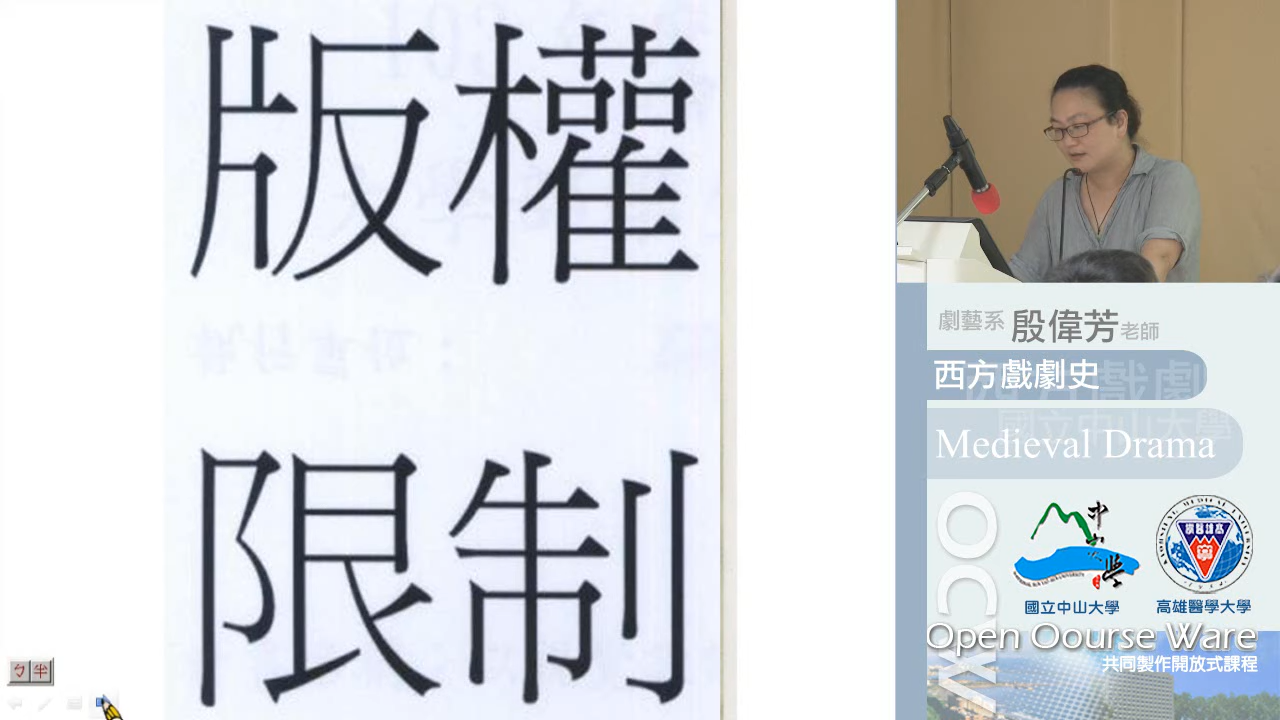 版權
限制
ㄅ半
劇藝系 殷偉芳老師
西方戲劇史
Medieval Drama
OCW
國立中山大學
高雄醫學大學
Open Oourse Ware
共同製作開放式課程